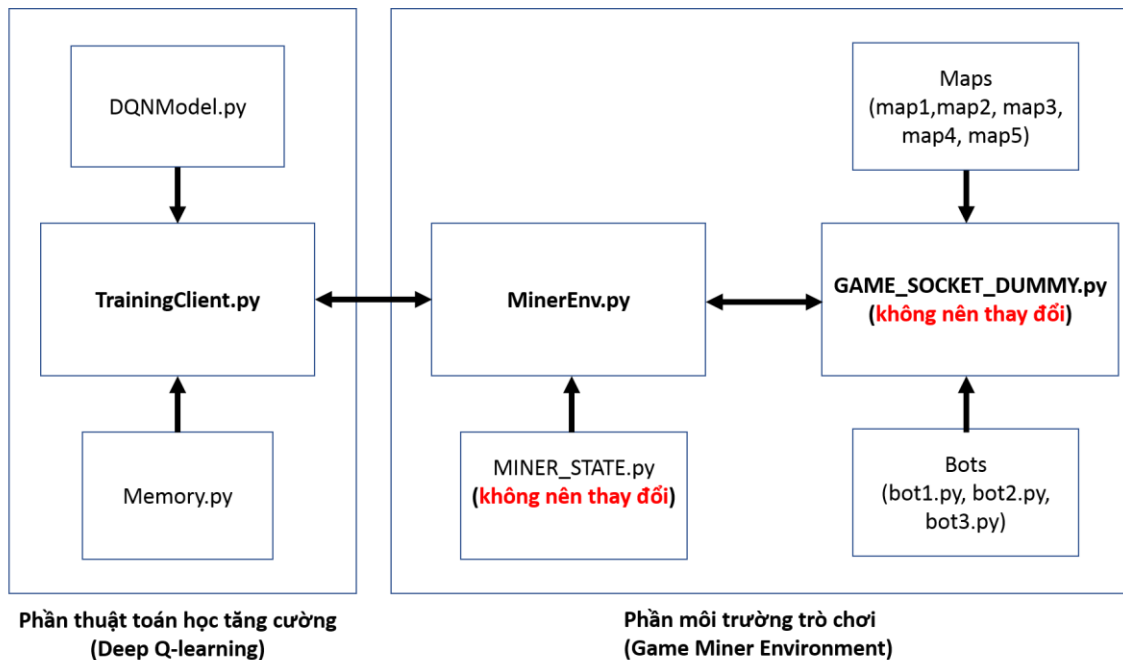 DQNModel.py
TrainingClient.py
Memory.py
Phần thuật toán học tăng cường
(Deep Q-learning)
Maps
(map1,map2, map3,
map4, map5)
MinerEnv.py
GAME_SOCKET_DUMMY.py
(không nên thay đổi)
MINER_STATE.py
(không nên thay đổi)
Bots
(bot1.py, bot2.py,
bot3.py)
Phần môi trường trò chơi
(Game Miner Environment)